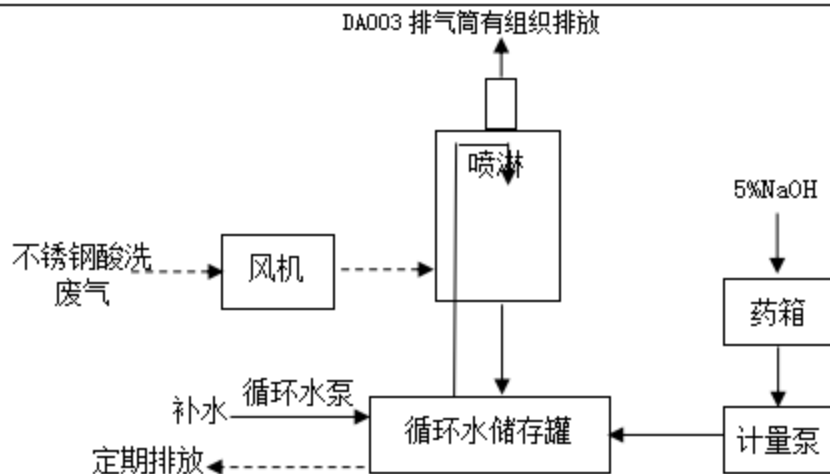 DA003 排气筒有组织排放
喷淋
5%NaOH
不锈钢酸洗
废气
风机
药箱
循环水泵
补水
循环水储存罐
计量泵
定期排放